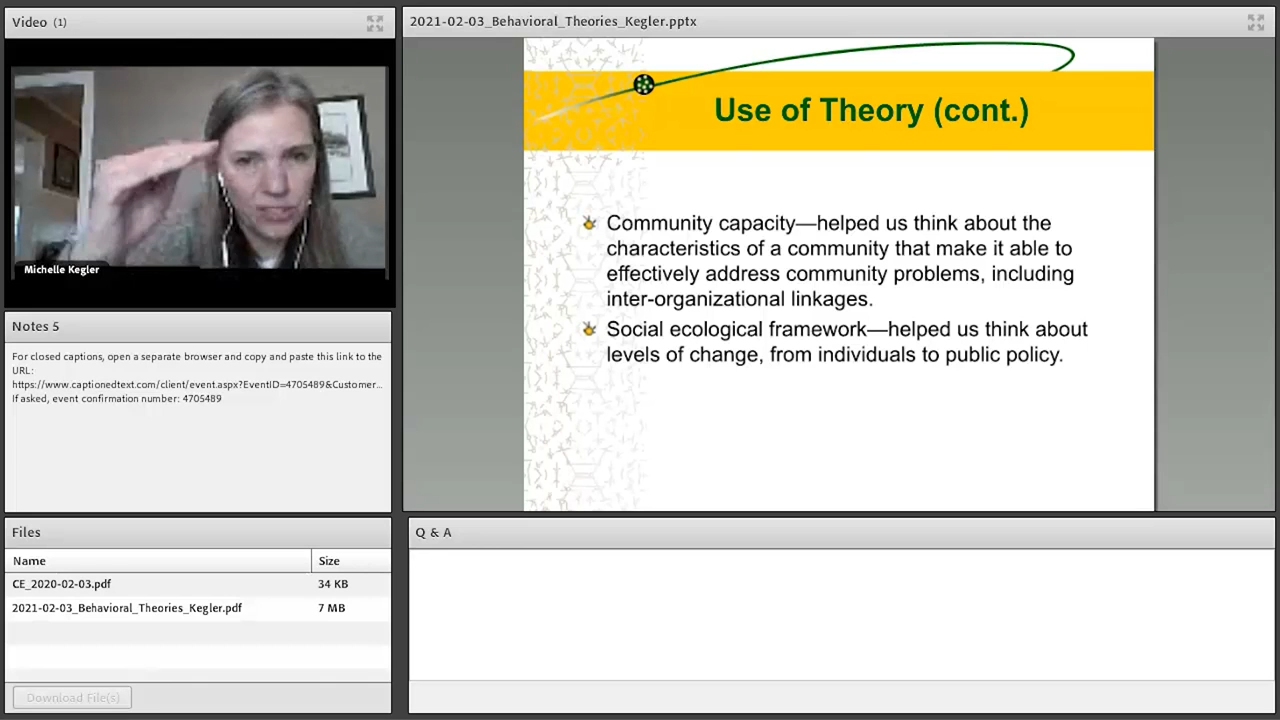 Video (1)
Michelle Kegler
Notes 5
For closed captions, open a separate browser and copy and paste this link to the
URL:
https://www.captionedtext.com/client/event.aspx?EventID=4705489&Customer...
If asked, event confirmation number: 4705489
Files
Name Size
CE_2020-02-03.pdf 34 KB
2021-02-03_Behavioral_Theories_Kegler.pdf 7 MB
Download File(s)
2021-02-03_Behavioral_Theories_Kegler.pptx
Use of Theory (cont.)
Community capacity—helped us think about the
characteristics of a community that make it able to
effectively address community problems, including
inter-organizational linkages.
Social ecological framework—helped us think about
levels of change, from individuals to public policy.
Q & A